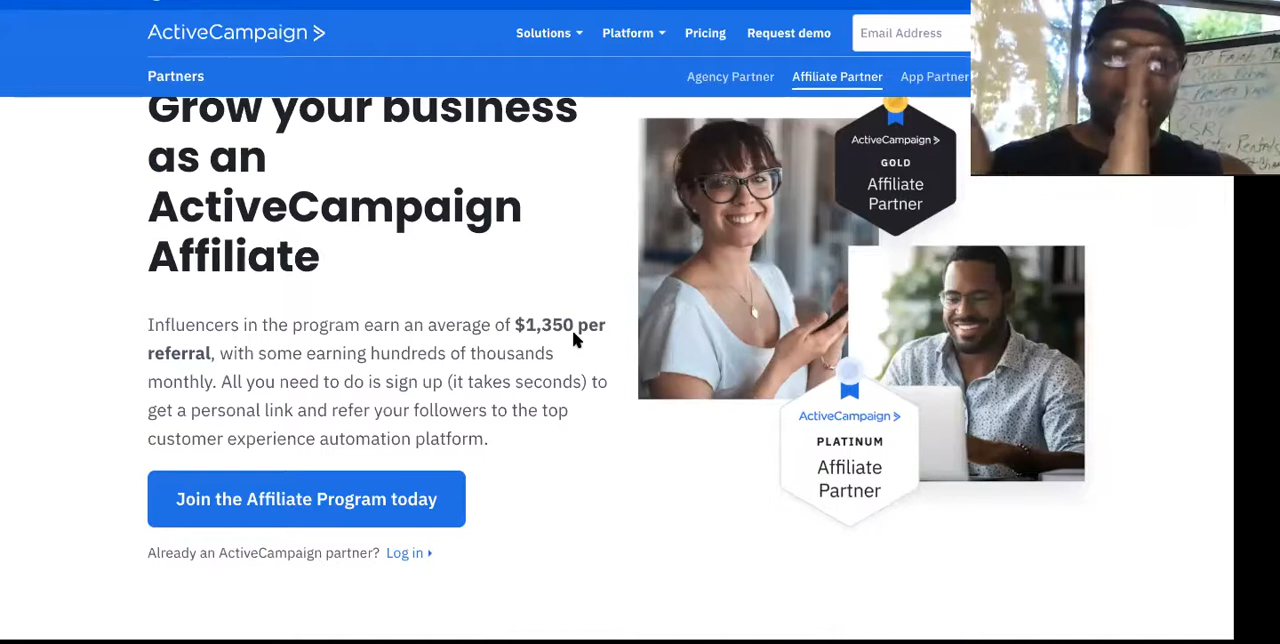 ActiveCampaign >
Solutions
Platform
Pricing
Request demo
Email Address
Partners
Agency Partner
Affiliate Partner
App Partner
Grow your business
as an
ActiveCampaign
Affiliate
Influencers in the program earn an average of $1,350 per
referral, with some earning hundreds of thousands
monthly. All you need to do is sign up (it takes seconds) to
get a personal link and refer your followers to the top
customer experience automation platform.
Join the Affiliate Program today
Already an ActiveCampaign partner? Log in
ActiveCampaign >
GOLD
Affiliate
Partner
ActiveCampaign >
PLATINUM
Affiliate
Partner